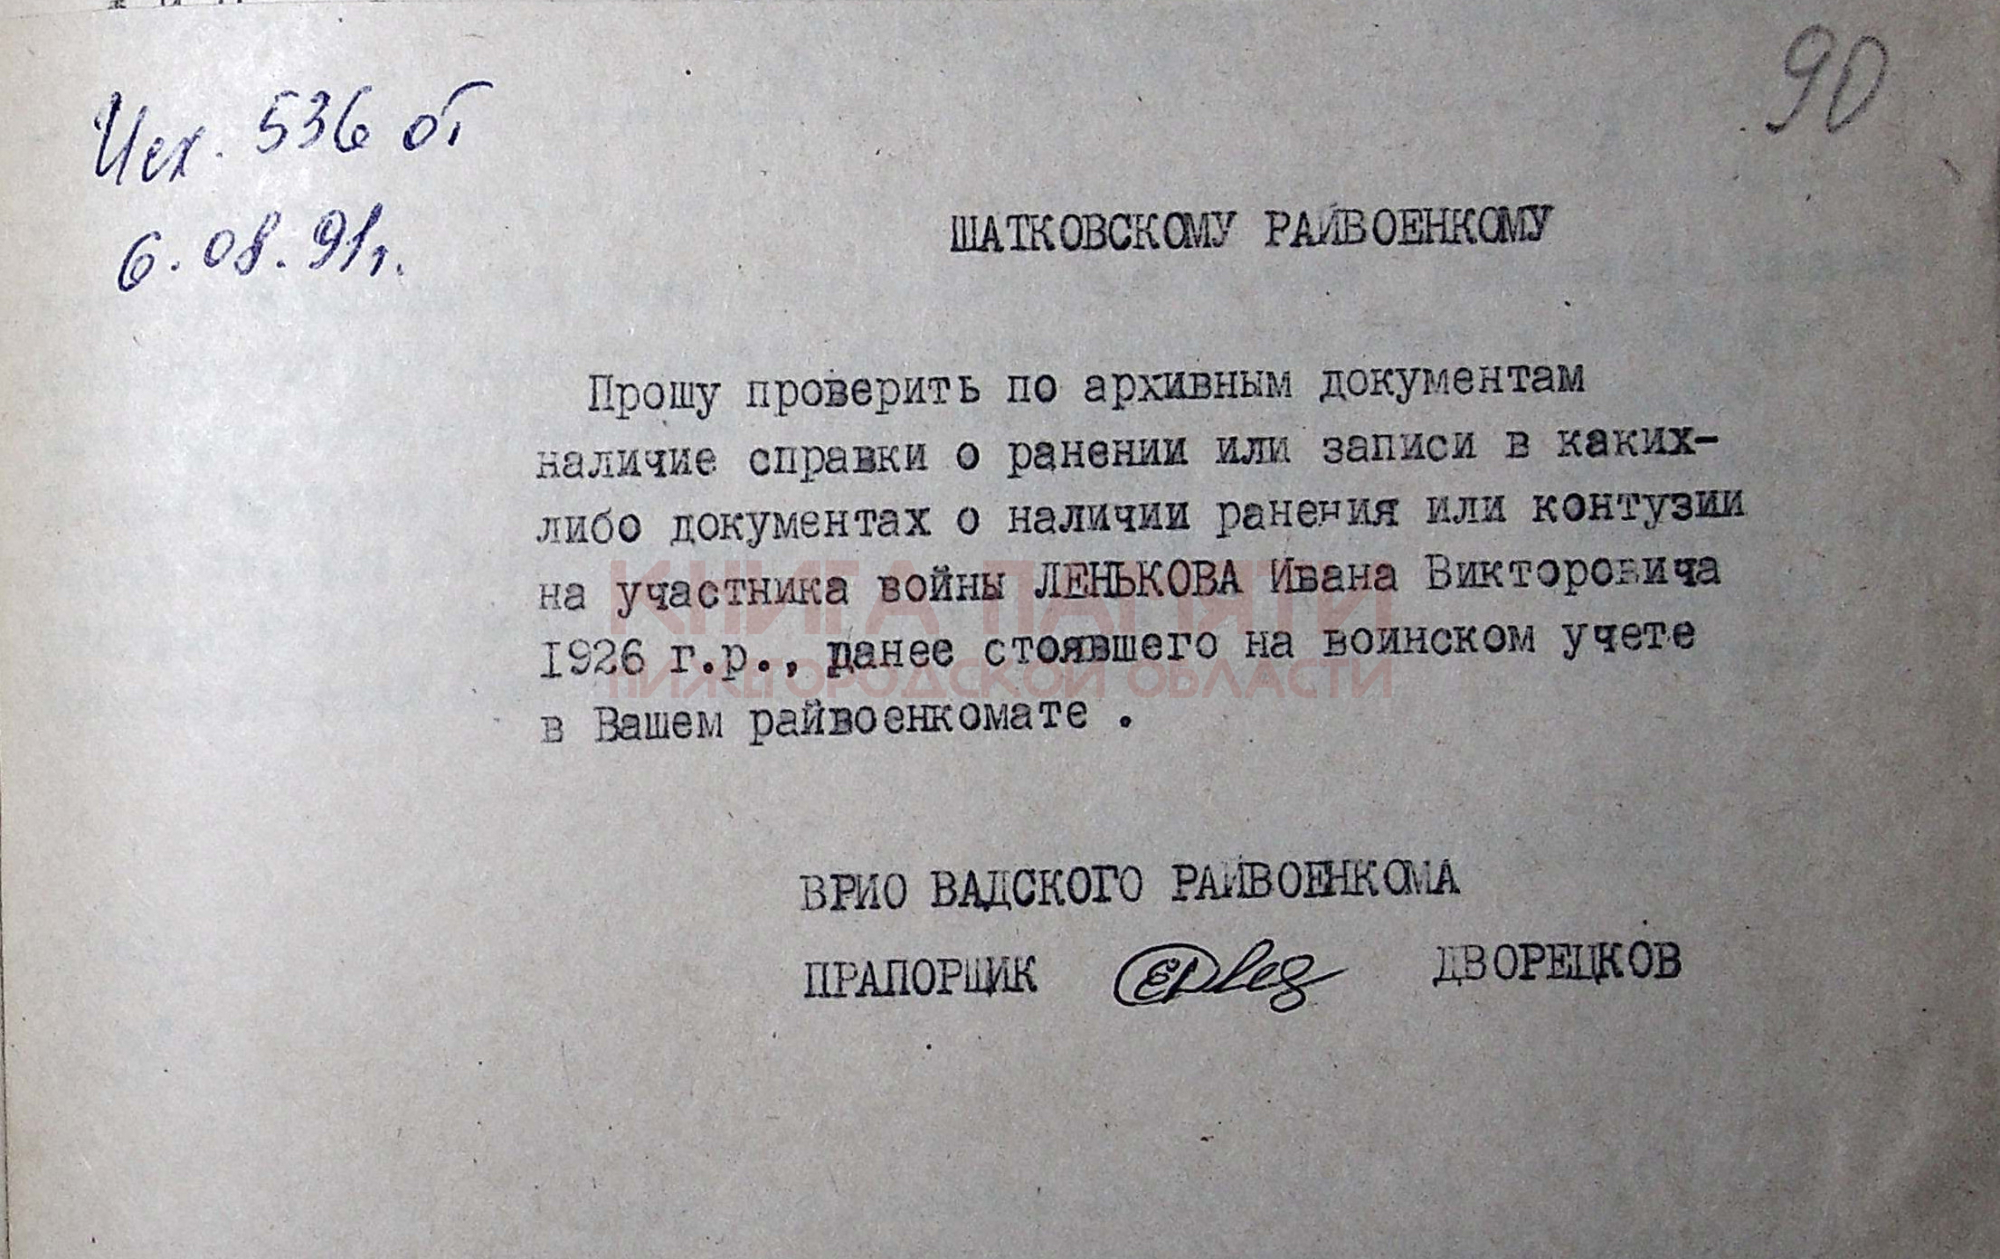 90
Исх. 536 от
6.08.91г.
ШАТКОВСКОМУ РАЙВОЕНКОМУ
Прошу проверить по архивным документам
наличие справки о ранении или записи в каких-
либо документах о наличии ранения или контузии
на участника войны ЛЕНЬКОВА Ивана Викторовича
1926 г.р., ранее стоявшего на воинском учете
в Вашем райвоенкомате .
КНИГА ПАМЯТИ
НИЖЕГОРОДСКОЙ ОБЛАСТИ
ВРИО ВАДСКОГО РАЙВОЕНКОМА
ПРАПОРЩИК ДВОРЕЦКОВ